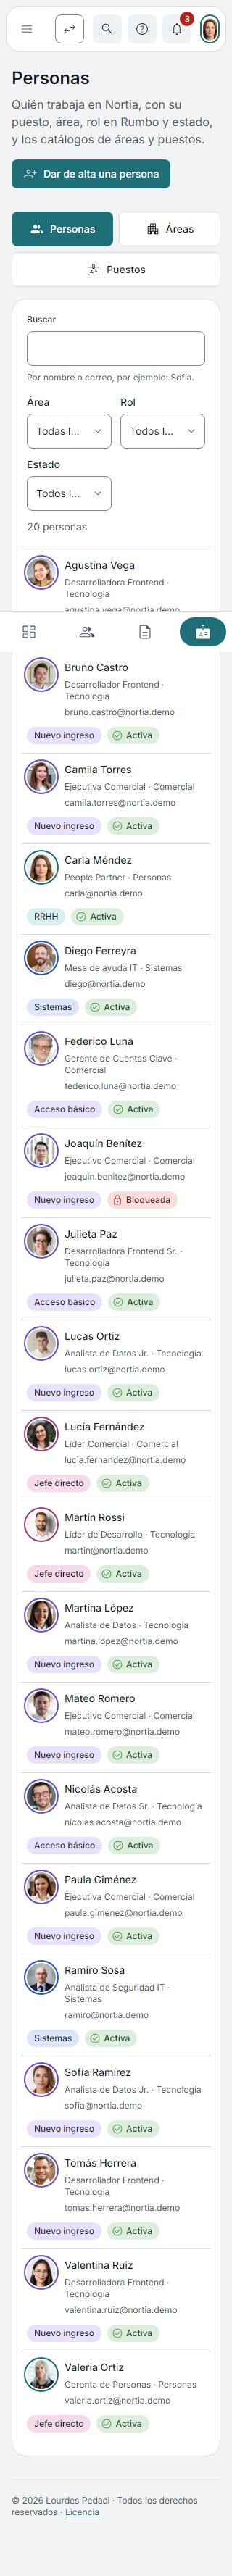 3
Personas
Quién trabaja en Nortia, con su
puesto, área, rol en Rumbo y estado,
y los catálogos de áreas y puestos.
Dar de alta una persona
Personas
Áreas
Puestos
Buscar
Por nombre o correo, por ejemplo: Sofía.
Área
Rol
Todas l...
Todos l...
Estado
Todos l...
20 personas
Agustina Vega
Desarrolladora Frontend ·
Tecnología
agustina.vega@nortia.demo
Bruno Castro
Desarrollador Frontend ·
Tecnología
bruno.castro@nortia.demo
Nuevo ingreso
Activa
Camila Torres
Ejecutiva Comercial · Comercial
camila.torres@nortia.demo
Nuevo ingreso
Activa
Carla Méndez
People Partner · Personas
carla@nortia.demo
RRHH
Activa
Diego Ferreyra
Mesa de ayuda IT · Sistemas
diego@nortia.demo
Sistemas
Activa
Federico Luna
Gerente de Cuentas Clave ·
Comercial
federico.luna@nortia.demo
Acceso básico
Activa
Joaquín Benítez
Ejecutivo Comercial · Comercial
joaquin.benitez@nortia.demo
Nuevo ingreso
Bloqueada
Julieta Paz
Desarrolladora Frontend Sr. ·
Tecnología
julieta.paz@nortia.demo
Acceso básico
Activa
Lucas Ortiz
Analista de Datos Jr. · Tecnología
lucas.ortiz@nortia.demo
Nuevo ingreso
Activa
Lucía Fernández
Líder Comercial · Comercial
lucia.fernandez@nortia.demo
Jefe directo
Activa
Martín Rossi
Líder de Desarrollo · Tecnología
martin@nortia.demo
Jefe directo
Activa
Martina López
Analista de Datos · Tecnología
martina.lopez@nortia.demo
Nuevo ingreso
Activa
Mateo Romero
Ejecutivo Comercial · Comercial
mateo.romero@nortia.demo
Nuevo ingreso
Activa
Nicolás Acosta
Analista de Datos Sr. · Tecnología
nicolas.acosta@nortia.demo
Acceso básico
Activa
Paula Giménez
Ejecutiva Comercial · Comercial
paula.gimenez@nortia.demo
Nuevo ingreso
Activa
Ramiro Sosa
Analista de Seguridad IT ·
Sistemas
ramiro@nortia.demo
Sistemas
Activa
Sofía Ramírez
Analista de Datos Jr. · Tecnología
sofia@nortia.demo
Nuevo ingreso
Activa
Tomás Herrera
Desarrollador Frontend ·
Tecnología
tomas.herrera@nortia.demo
Nuevo ingreso
Activa
Valentina Ruiz
Desarrolladora Frontend ·
Tecnología
valentina.ruiz@nortia.demo
Nuevo ingreso
Activa
Valeria Ortiz
Gerenta de Personas · Personas
valeria.ortiz@nortia.demo
Jefe directo
Activa
© 2026 Lourdes Pedaci · Todos los derechos
reservados · Licencia